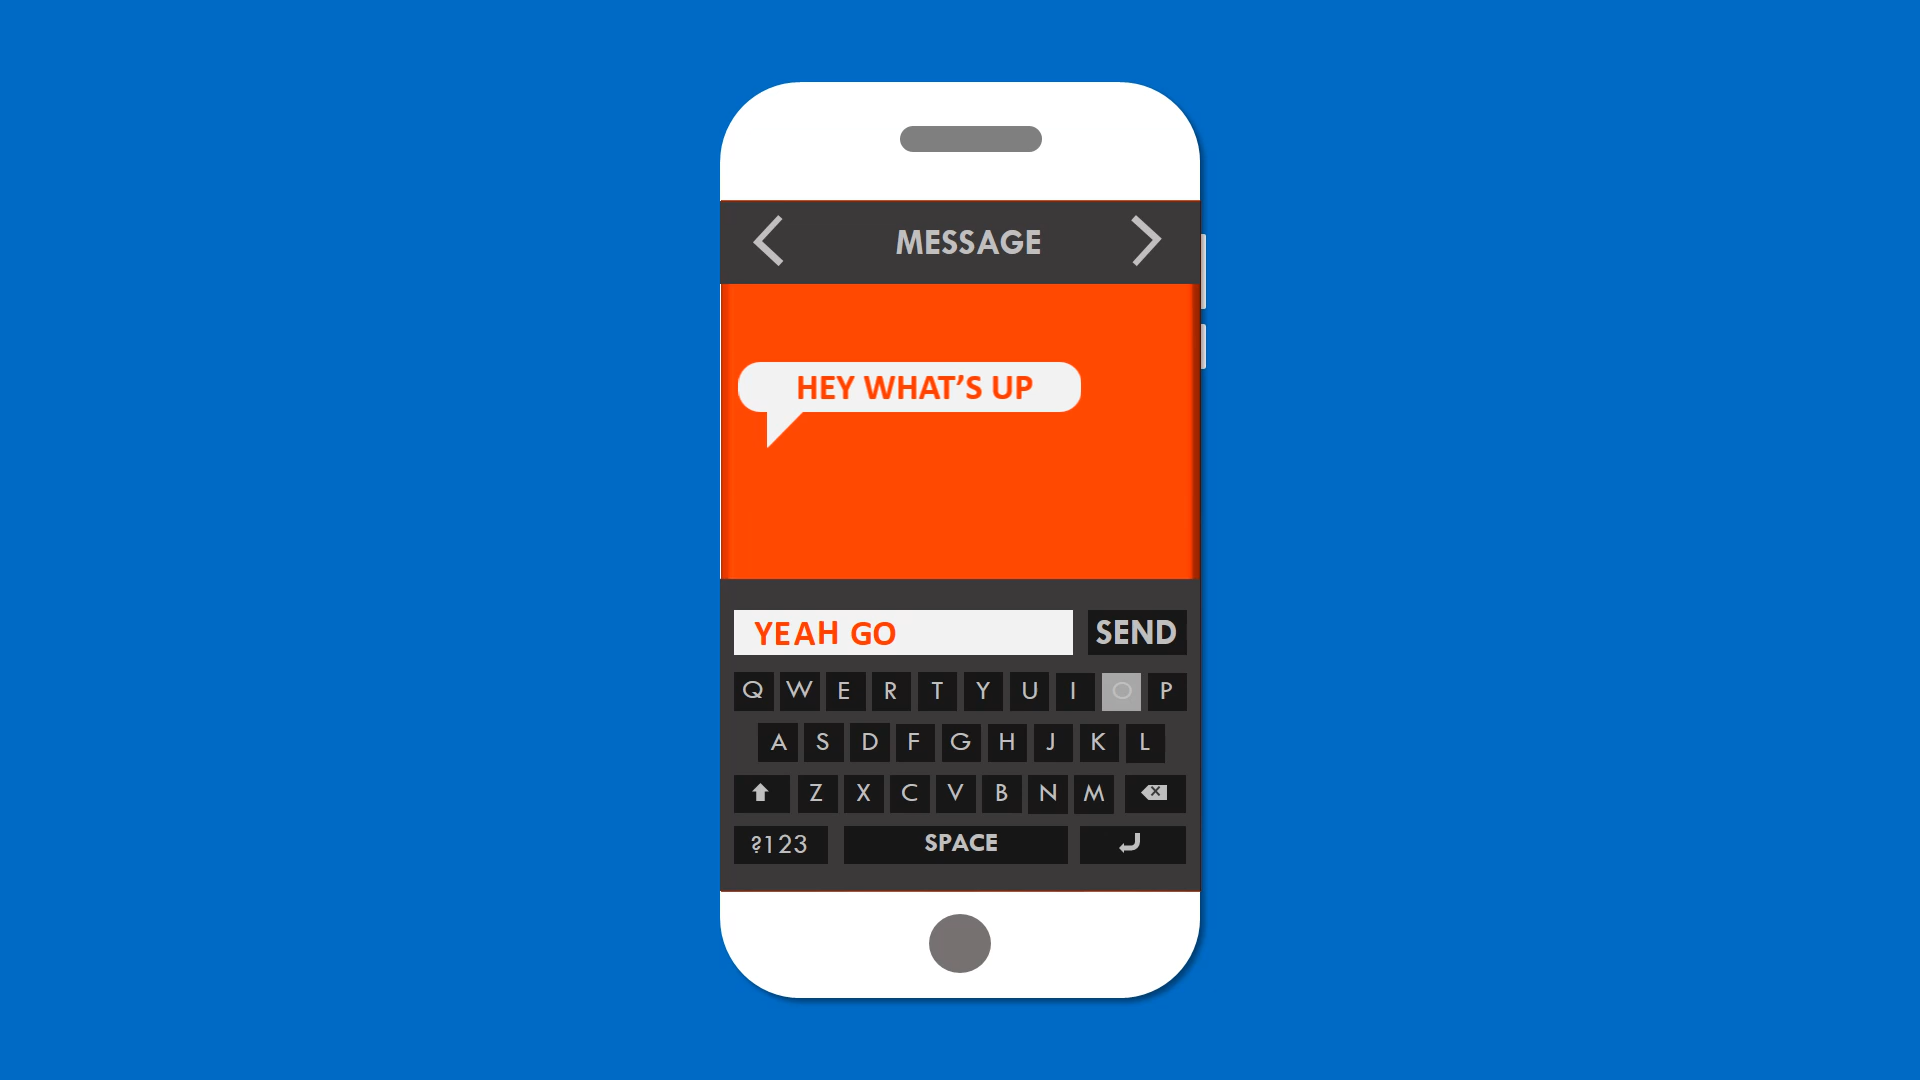 MESSAGE
HEY WHAT'S UP
YEAH GO
SEND
Q W E R T Y U I O P
A S D F G H J K L
Z X C V B N M
?123 SPACE